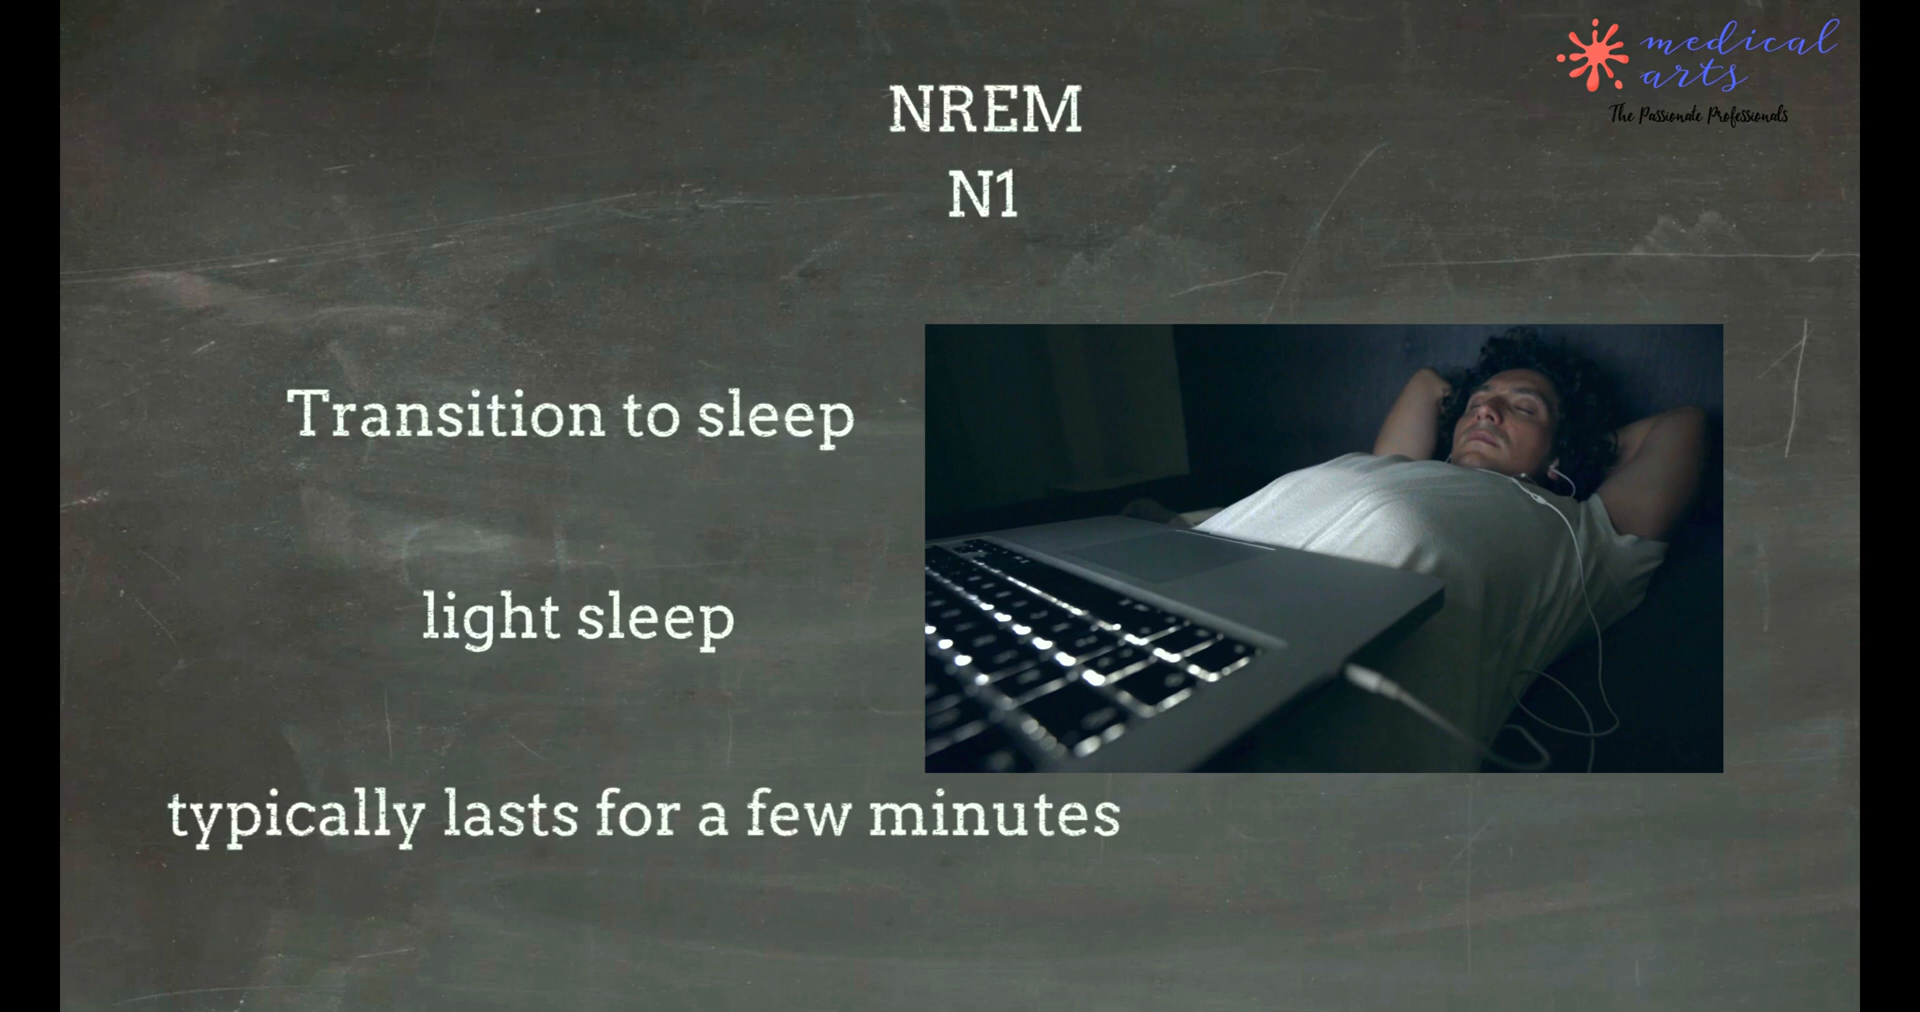 medical
arts
The Passionate Professionals
NREM
N1
Transition to sleep
light sleep
typically lasts for a few minutes